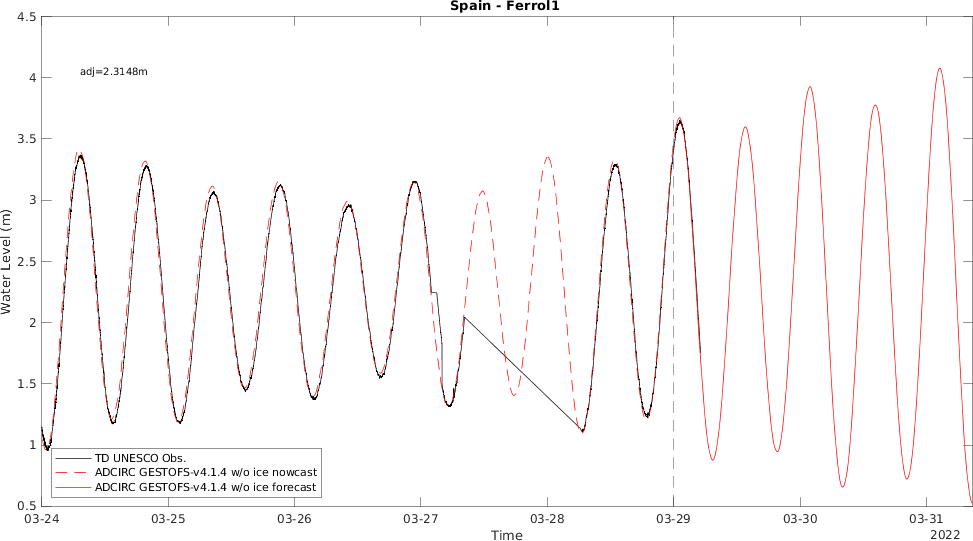 Spain - Ferrol1
4.5
4
3.5
3
2.5
2
1.5
1
0.5
Water Level (m)
adj=2.3148m
TD UNESCO Obs.
ADCIRC GESTOFS-v4.1.4 w/o ice nowcast
ADCIRC GESTOFS-v4.1.4 w/o ice forecast
03-24 03-25 03-26 03-27 03-28 03-29 03-30 03-31
Time
2022